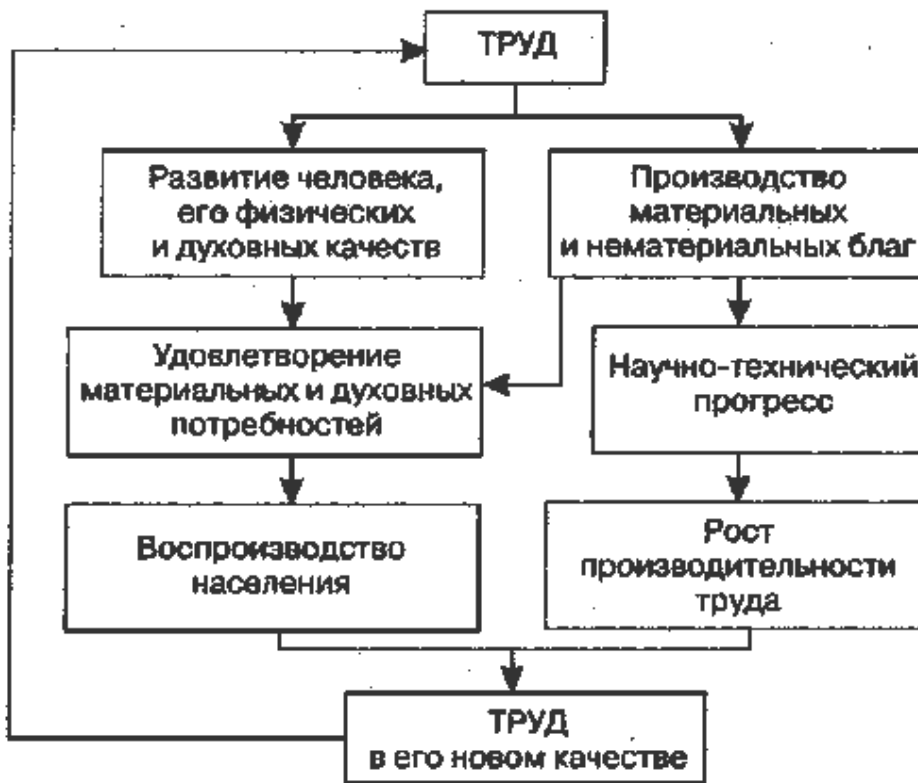 ТРУД
Развитие человека,
его физических
и духовных качеств
Производство
материальных
и нематериальных благ
Удовлетворение
материальных и духовных
потребностей
Научно-технический
прогресс
Воспроизводство
населения
Рост
производительности
труда
ТРУД
в его новом качестве